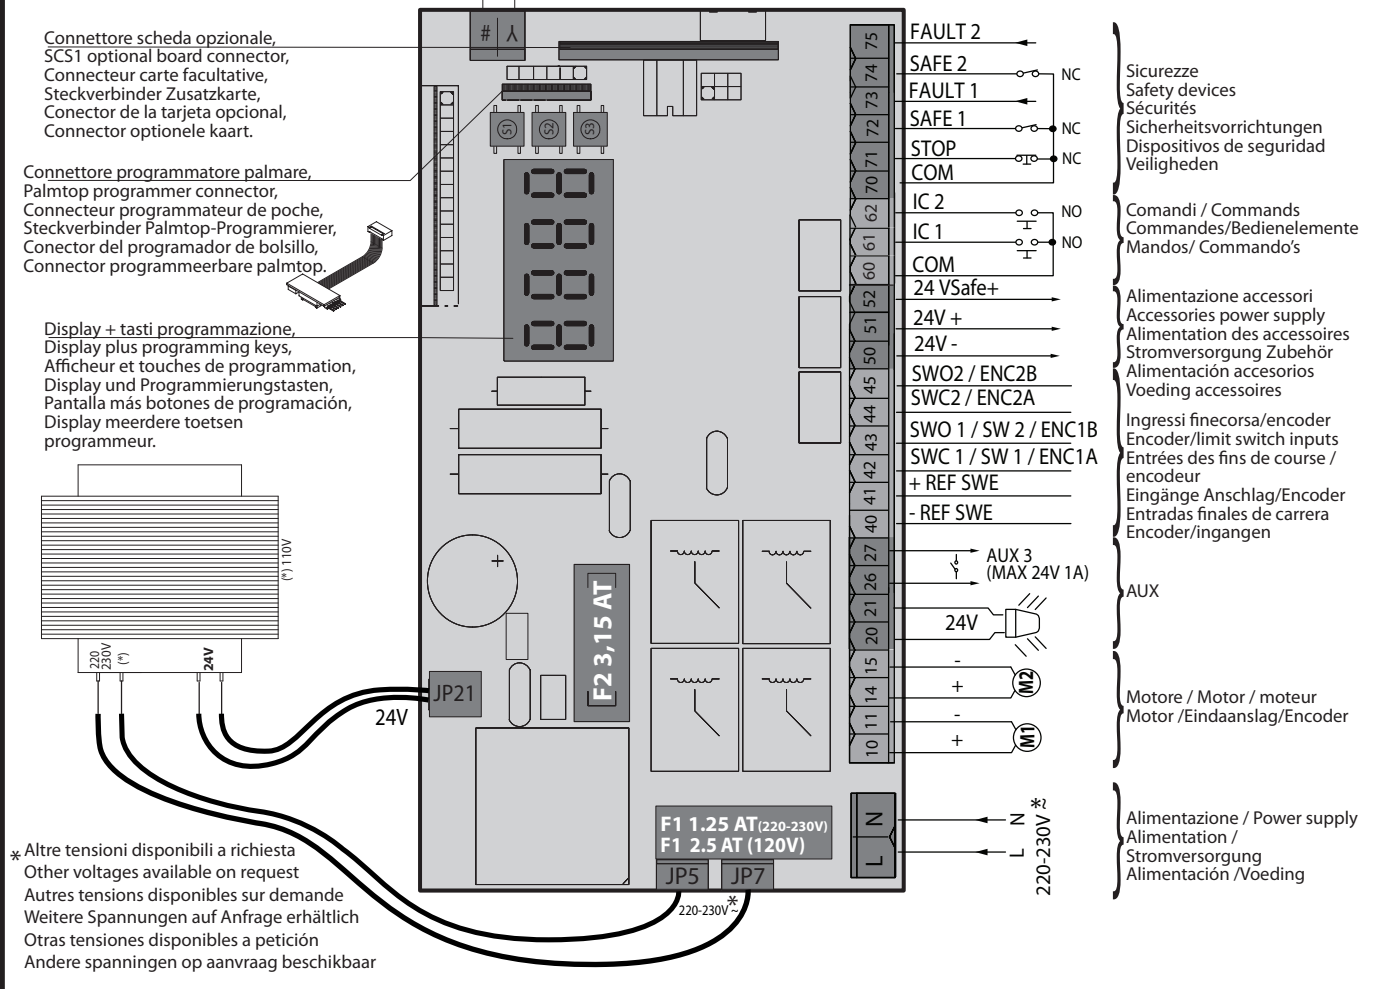 Connettore scheda opzionale,
SCS1 optional board connector,
Connecteur carte facultative,
Steckverbinder Zusatzkarte,
Conector de la tarjeta opcional,
Connector optionele kaart.
Connettore programmatore palmare,
Palmtop programmer connector,
Connecteur programmateur de poche,
Steckverbinder Palmtop-Programmierer,
Conector del programador de bolsillo,
Connector programmeerbare palmtop.
Display + tasti programmazione,
Display plus programming keys,
Afficheur et touches de programmation,
Display und Programmierungstasten,
Pantalla más botones de programación,
Display meerdere toetsen
programmeur.
(*) 110V
220
230V
(*)
24V
24V
JP21
# Y
S1 S2 S3
+
F2 3,15 AT
F1 1.25 AT(220-230V)
F1 2.5 AT (120V)
JP5 JP7
220-230V~ *
75 FAULT 2
74 SAFE 2 NC
73 FAULT 1
72 SAFE 1 NC
71 STOP NC
70 COM
62 IC 2 NO
61 IC 1 NO
60 COM
52 24 VSafe+
51 24V +
50 24V -
45 SWO2 / ENC2B
44 SWC2 / ENC2A
43 SWO 1 / SW 2 / ENC1B
42 SWC 1 / SW 1 / ENC1A
41 + REF SWE
40 - REF SWE
27 AUX 3
26 (MAX 24V 1A)
21
20 24V
15 -
14 + M2
11 -
10 + M1
N N
L L
220-230V ~*
Sicurezze
Safety devices
Sécurités
Sicherheitsvorrichtungen
Dispositivos de seguridad
Veiligheden
Comandi / Commands
Commandes/Bedienelemente
Mandos/ Commando's
Alimentazione accessori
Accessories power supply
Alimentation des accessoires
Stromversorgung Zubehör
Alimentación accesorios
Voeding accessoires
Ingressi finecorsa/encoder
Encoder/limit switch inputs
Entrées des fins de course /
encodeur
Eingänge Anschlag/Encoder
Entradas finales de carrera
Encoder/ingangen
AUX
Motore / Motor / moteur
Motor /Eindaanslag/Encoder
Alimentazione / Power supply
Alimentation /
Stromversorgung
Alimentación /Voeding
* Altre tensioni disponibili a richiesta
Other voltages available on request
Autres tensions disponibles sur demande
Weitere Spannungen auf Anfrage erhältlich
Otras tensiones disponibles a petición
Andere spanningen op aanvraag beschikbaar